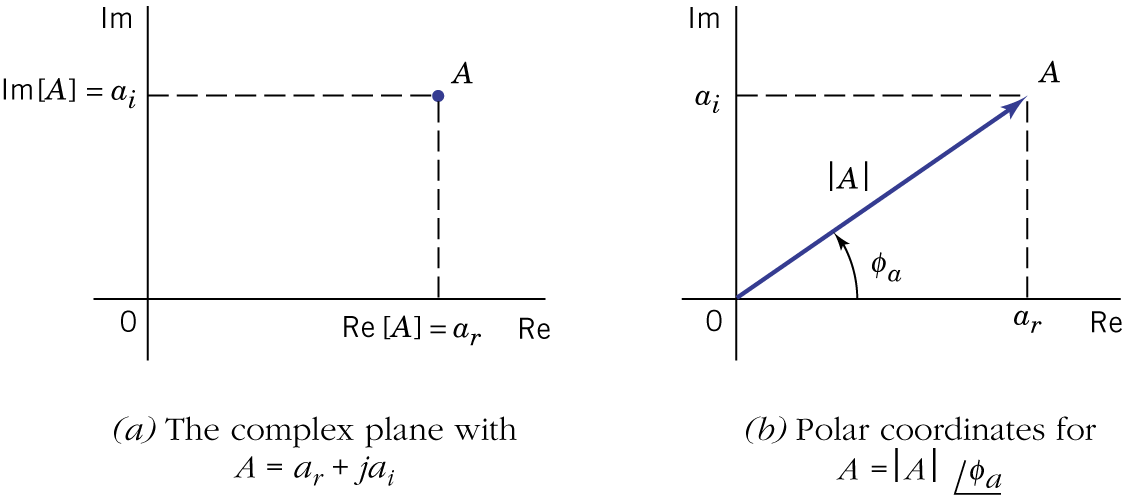 Im
A
Im[A] = a_i
0
Re[A] = a_r
Re
(a) The complex plane with
A = a_r + ja_i
Im
A
a_i
|A|
ϕ_a
0
a_r
Re
(b) Polar coordinates for
A = |A| ∠ϕ_a